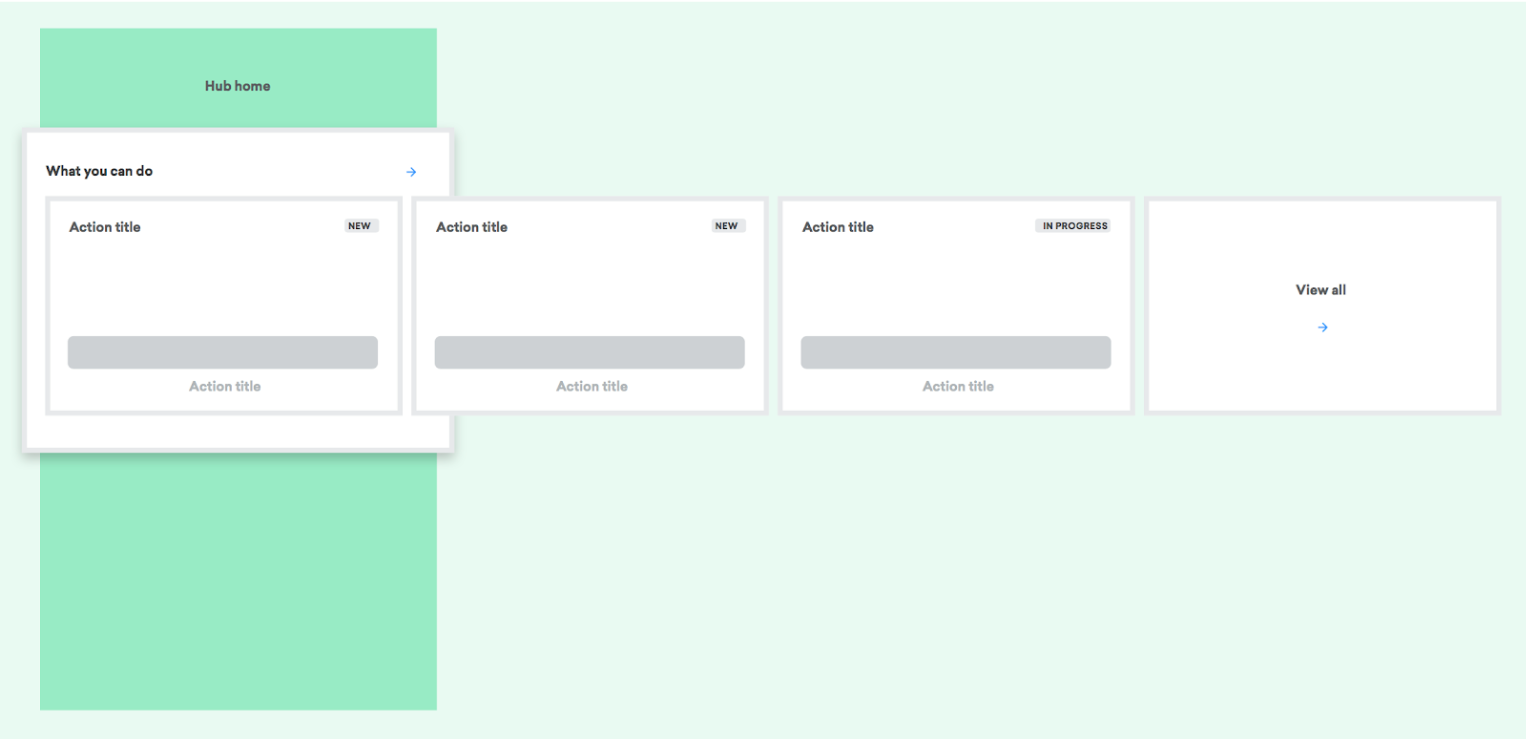 Hub home
What you can do
Action title NEW
Action title NEW
Action title IN PROGRESS
View all
Action title
Action title
Action title